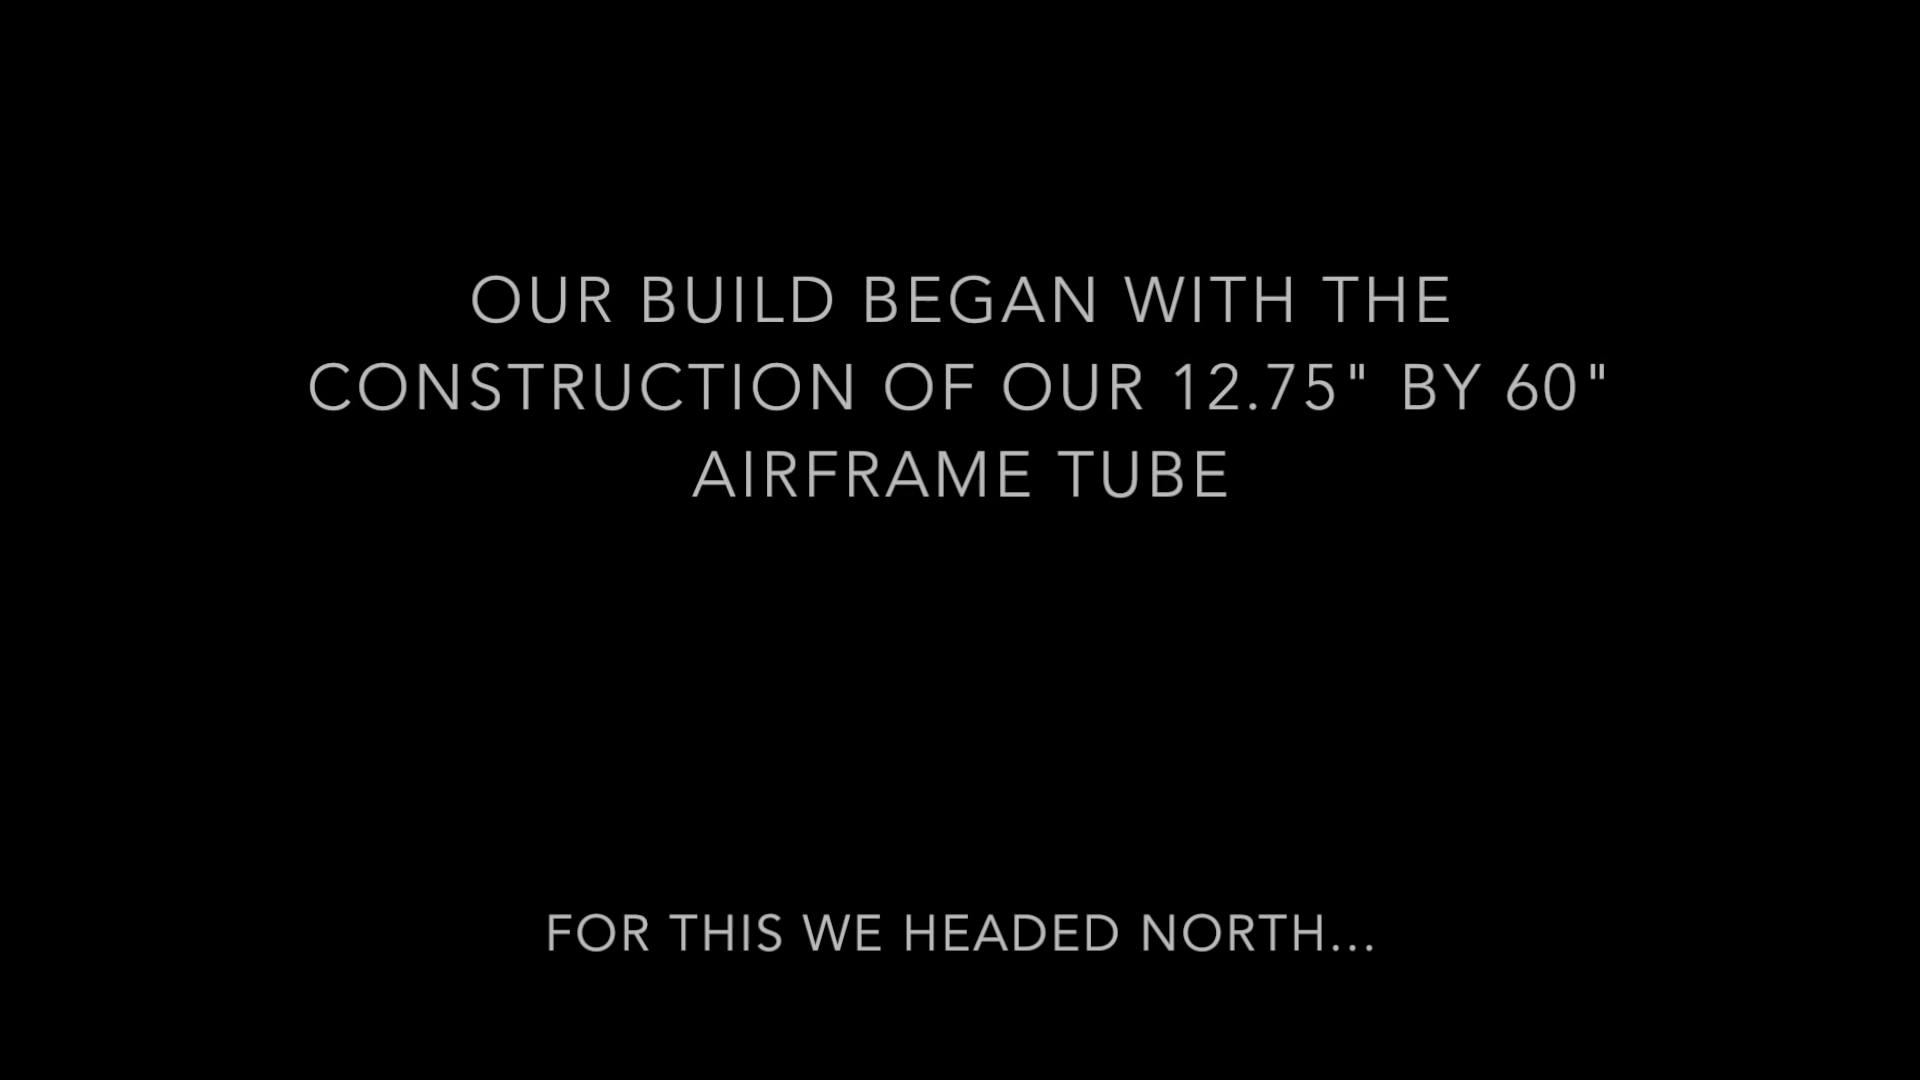 OUR BUILD BEGAN WITH THE
CONSTRUCTION OF OUR 12.75" BY 60"
AIRFRAME TUBE
FOR THIS WE HEADED NORTH...